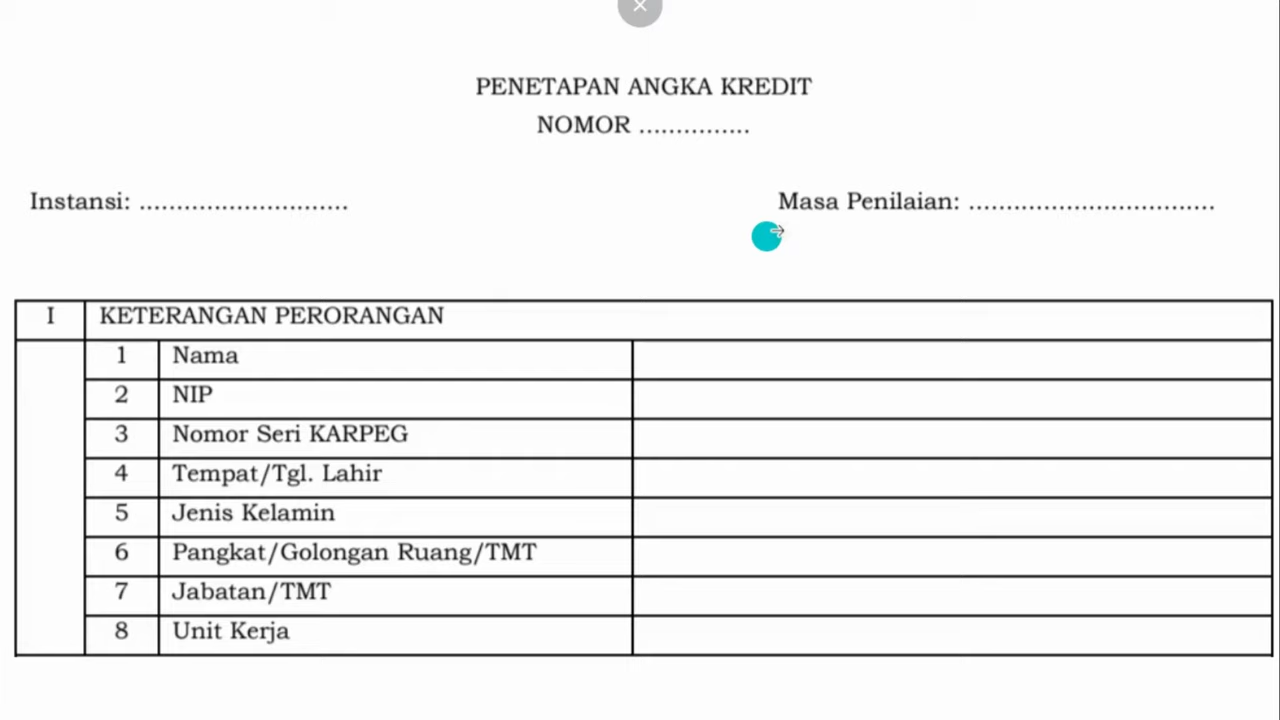 PENETAPAN ANGKA KREDIT
NOMOR ...............
Instansi: ............................
Masa Penilaian: .................................
I KETERANGAN PERORANGAN
1 Nama
2 NIP
3 Nomor Seri KARPEG
4 Tempat/Tgl. Lahir
5 Jenis Kelamin
6 Pangkat/Golongan Ruang/TMT
7 Jabatan/TMT
8 Unit Kerja